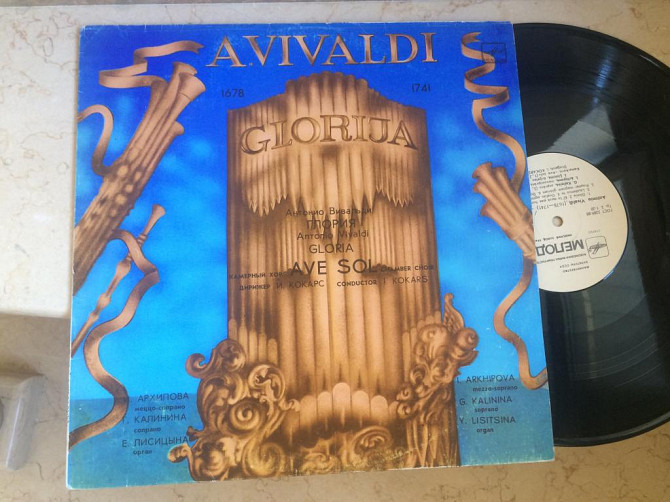 A.VIVALDI
1678
1741
GLORIJA
Антонио Вивальди
ГЛОРИЯ
Antonio Vivaldi
GLORIA
КАМЕРНЫЙ ХОР AVE SOL CHAMBER CHOIR
ДИРИЖЕР И. КОКАРС CONDUCTOR I. KOKARS
АРХИПОВА
меццо-сопрано
Г. КАЛИНИНА
сопрано
Е. ЛИСИЦЫНА
орган
I. ARKHIPOVA
mezzo-soprano
G. KALININA
soprano
Y. LISITSINA
organ
МЕЛОД